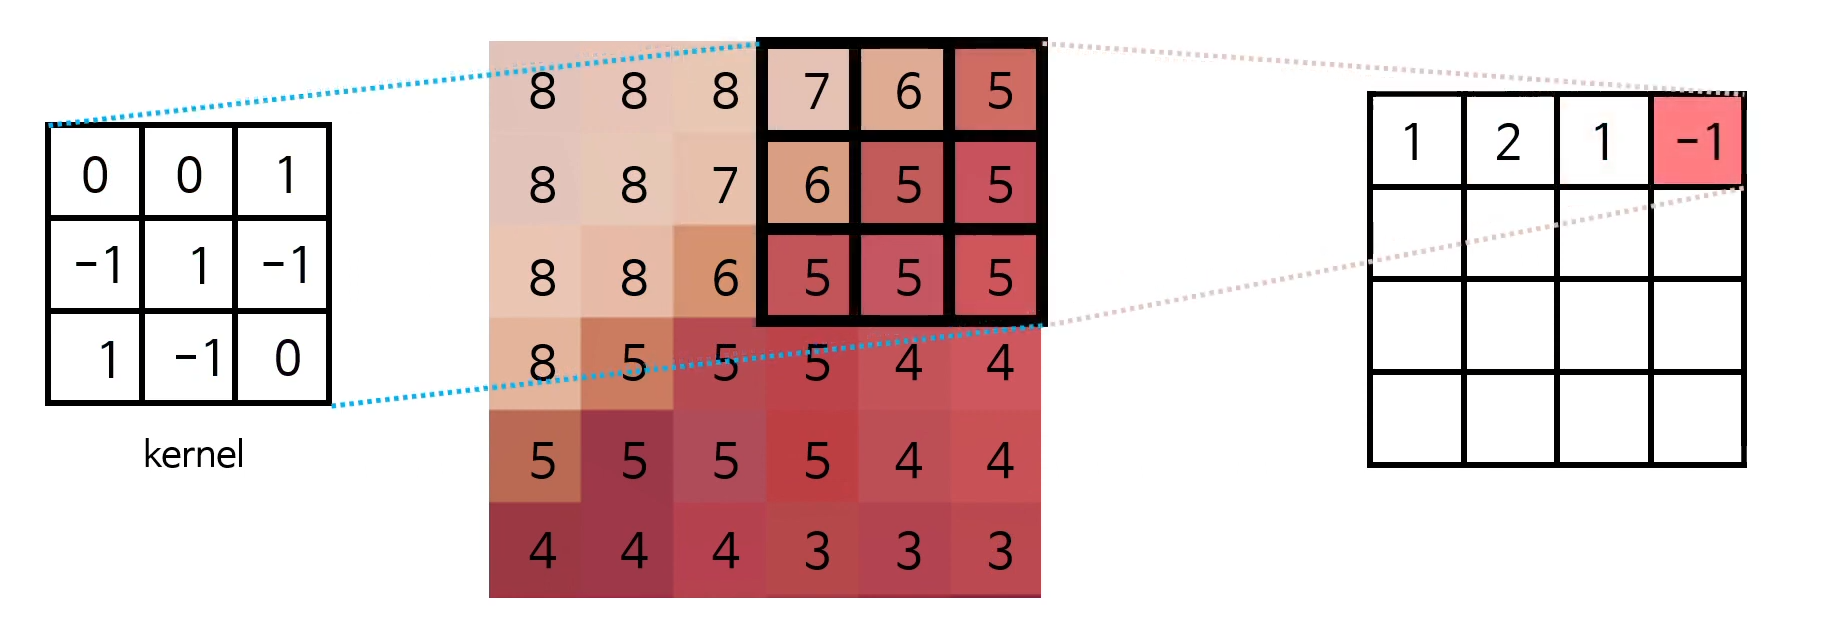 0 0 1
-1 1 -1
1 -1 0
kernel
8 8 8 7 6 5
8 8 7 6 5 5
8 8 6 5 5 5
8 5 5 5 4 4
5 5 5 5 4 4
4 4 4 3 3 3
1 2 1 -1